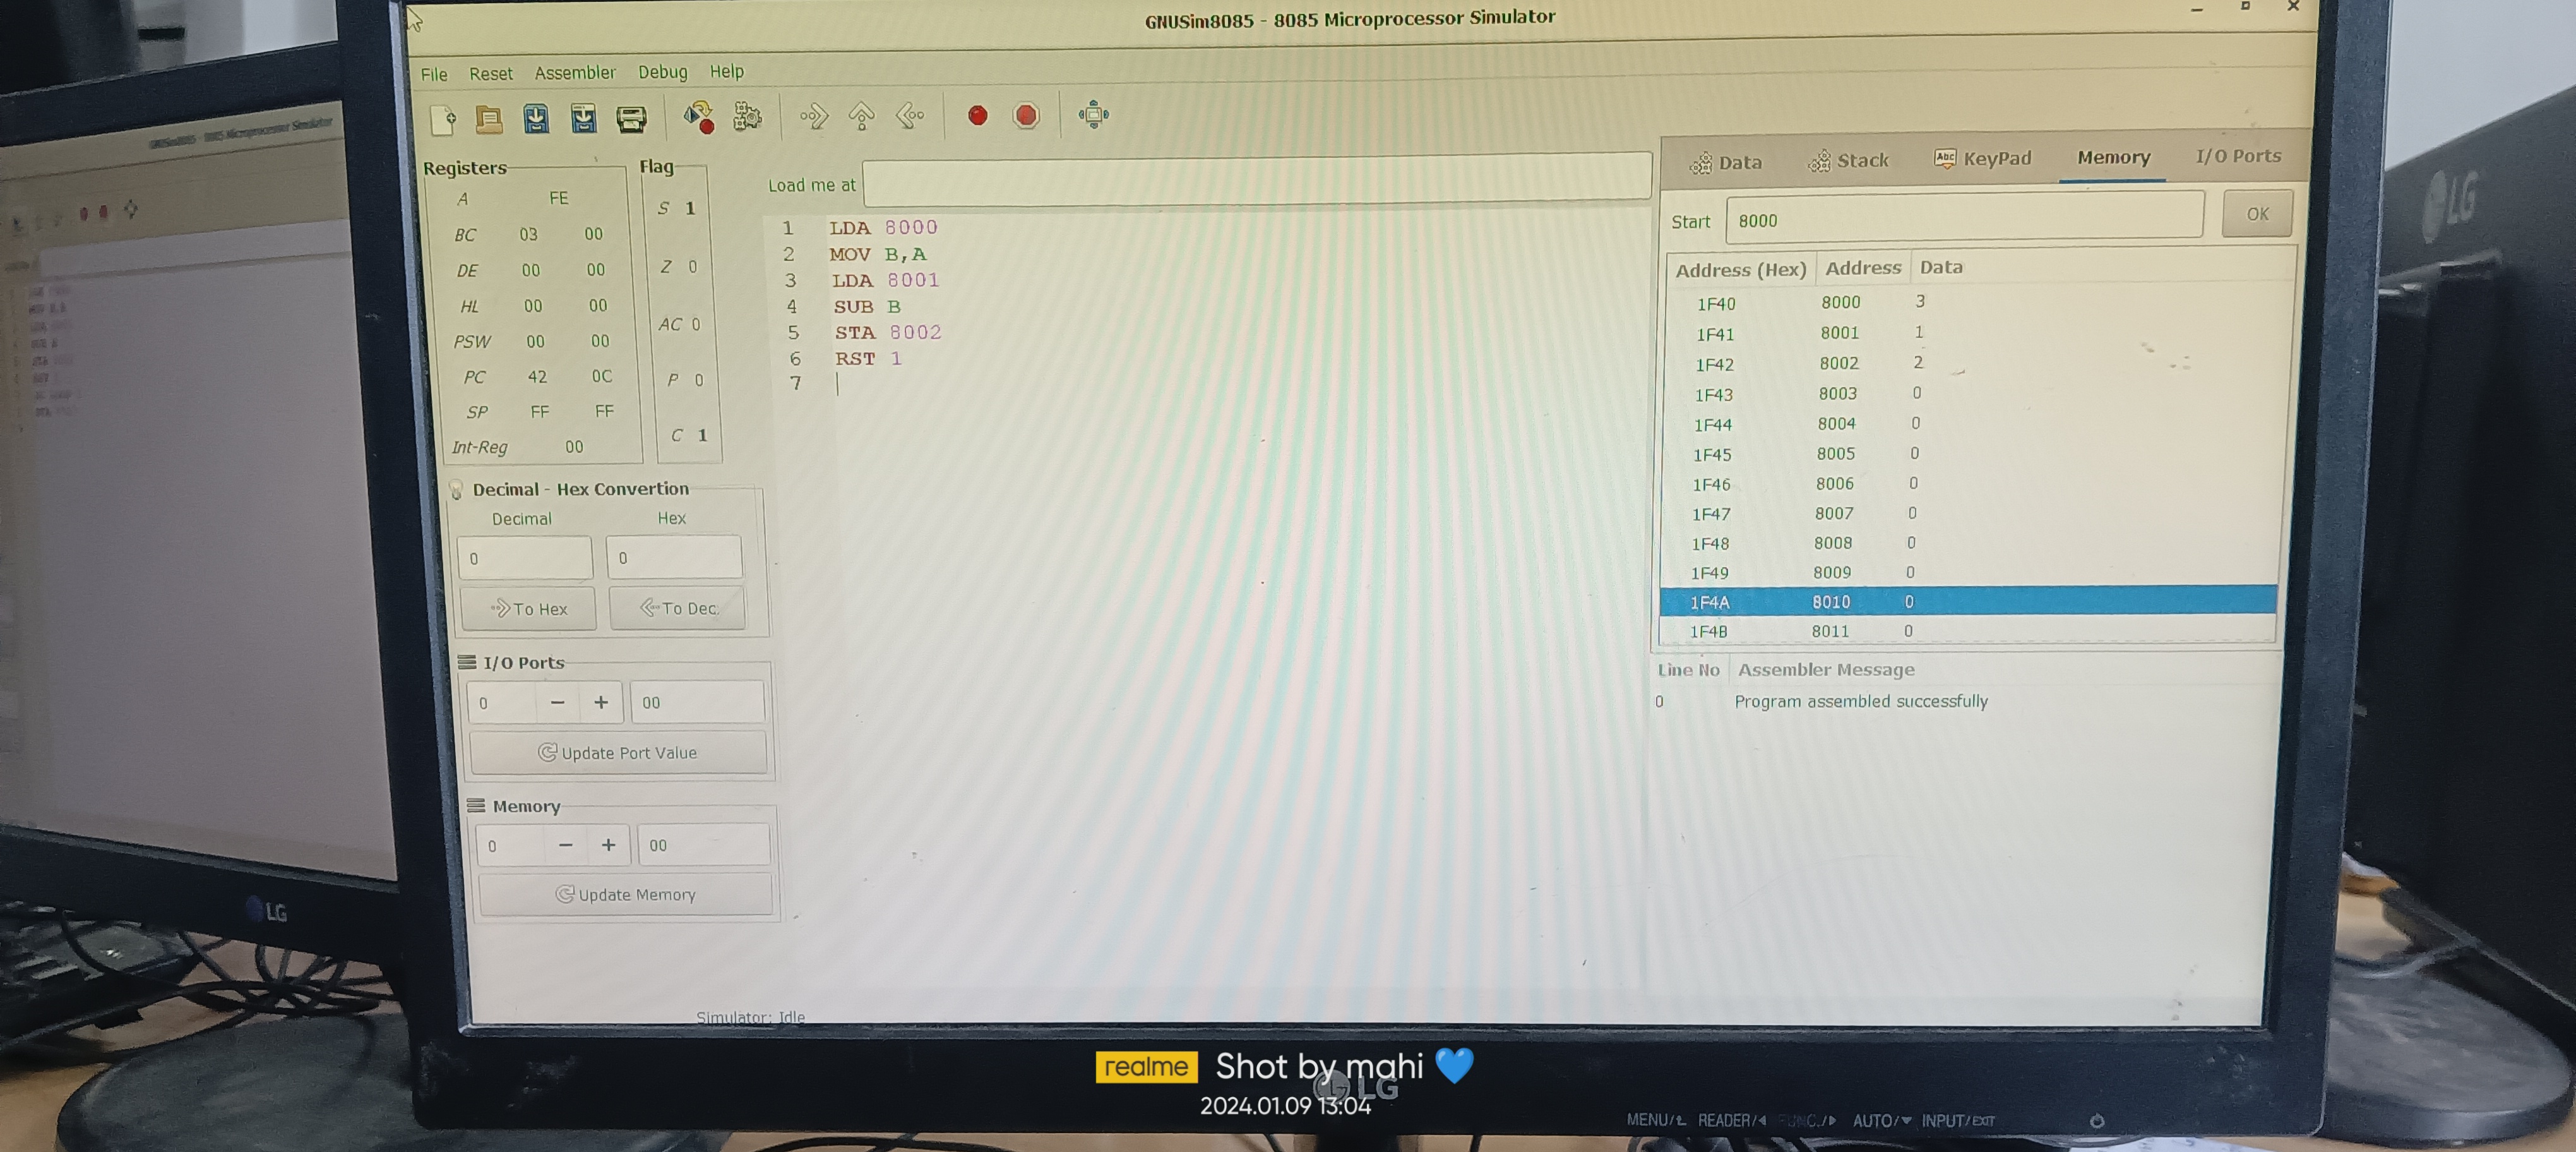 GNUSim8085 - 8085 Microprocessor Simulator
File Reset Assembler Debug Help
Registers
A FE
BC 03 00
DE 00 00
HL 00 00
PSW 00 00
PC 42 0C
SP FF FF
Int-Reg 00
Flag
S 1
Z 0
AC 0
P 0
C 1
Decimal - Hex Convertion
Decimal Hex
0 0
To Hex To Dec.
I/O Ports
0 − + 00
Update Port Value
Memory
0 − + 00
Update Memory
Load me at
1 LDA 8000
2 MOV B,A
3 LDA 8001
4 SUB B
5 STA 8002
6 RST 1
7
Data Stack Abc KeyPad Memory I/O Ports
Start 8000 OK
Address (Hex) Address Data
1F40 8000 3
1F41 8001 1
1F42 8002 2
1F43 8003 0
1F44 8004 0
1F45 8005 0
1F46 8006 0
1F47 8007 0
1F48 8008 0
1F49 8009 0
1F4A 8010 0
1F4B 8011 0
Line No Assembler Message
0 Program assembled successfully
Simulator: Idle
LG
LG
LG
realme Shot by mahi 💙
2024.01.09 13:04
MENU/ READER/ AUTO/ INPUT/EXIT